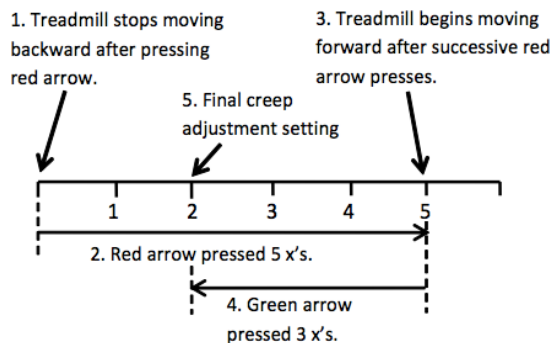 1. Treadmill stops moving
backward after pressing
red arrow.
3. Treadmill begins moving
forward after successive red
arrow presses.
5. Final creep
adjustment setting
1 2 3 4 5
2. Red arrow pressed 5 x's.
4. Green arrow
pressed 3 x's.